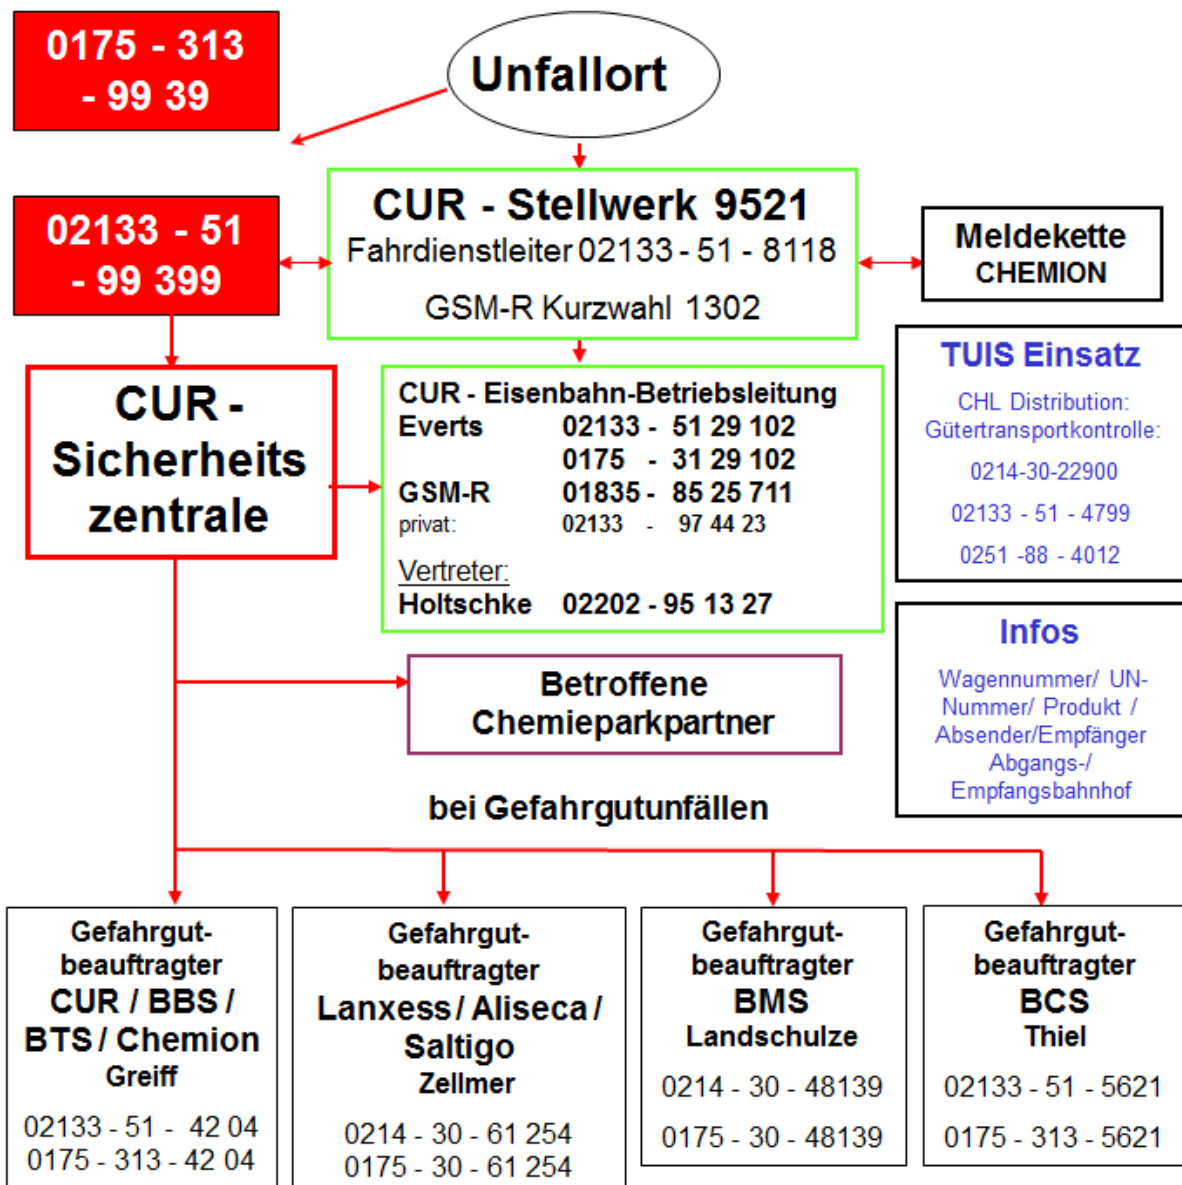 0175 - 313
- 99 39
Unfallort
02133 - 51
- 99 399
CUR - Stellwerk 9521
Fahrdienstleiter 02133 - 51 - 8118
GSM-R Kurzwahl 1302
Meldekette
CHEMION
CUR -
Sicherheits
zentrale
CUR - Eisenbahn-Betriebsleitung
Everts 02133 - 51 29 102
0175 - 31 29 102
GSM-R 01835 - 85 25 711
privat: 02133 - 97 44 23
Vertreter:
Holtschke 02202 - 95 13 27
TUIS Einsatz
CHL Distribution:
Gütertransportkontrolle:
0214-30-22900
02133 - 51 - 4799
0251 -88 - 4012
Infos
Wagennummer/ UN-
Nummer/ Produkt /
Absender/Empfänger
Abgangs-/
Empfangsbahnhof
Betroffene
Chemieparkpartner
bei Gefahrgutunfällen
Gefahrgut-
beauftragter
CUR / BBS /
BTS / Chemion
Greiff
02133 - 51 - 42 04
0175 - 313 - 42 04
Gefahrgut-
beauftragter
Lanxess / Aliseca /
Saltigo
Zellmer
0214 - 30 - 61 254
0175 - 30 - 61 254
Gefahrgut-
beauftragter
BMS
Landschulze
0214 - 30 - 48139
0175 - 30 - 48139
Gefahrgut-
beauftragter
BCS
Thiel
02133 - 51 - 5621
0175 - 313 - 5621